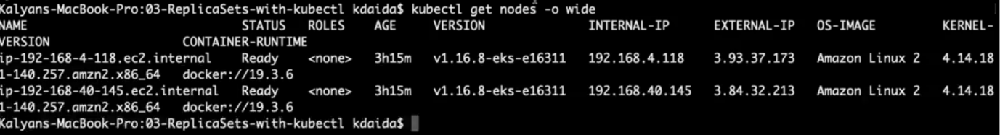 Kalyans-MacBook-Pro:03-ReplicaSets-with-kubectl kdaida$ kubectl get nodes -o wide
NAME STATUS ROLES AGE VERSION INTERNAL-IP EXTERNAL-IP OS-IMAGE KERNEL-
VERSION CONTAINER-RUNTIME
ip-192-168-4-118.ec2.internal Ready <none> 3h15m v1.16.8-eks-e16311 192.168.4.118 3.93.37.173 Amazon Linux 2 4.14.18
1-140.257.amzn2.x86_64 docker://19.3.6
ip-192-168-40-145.ec2.internal Ready <none> 3h15m v1.16.8-eks-e16311 192.168.40.145 3.84.32.213 Amazon Linux 2 4.14.18
1-140.257.amzn2.x86_64 docker://19.3.6
Kalyans-MacBook-Pro:03-ReplicaSets-with-kubectl kdaida$